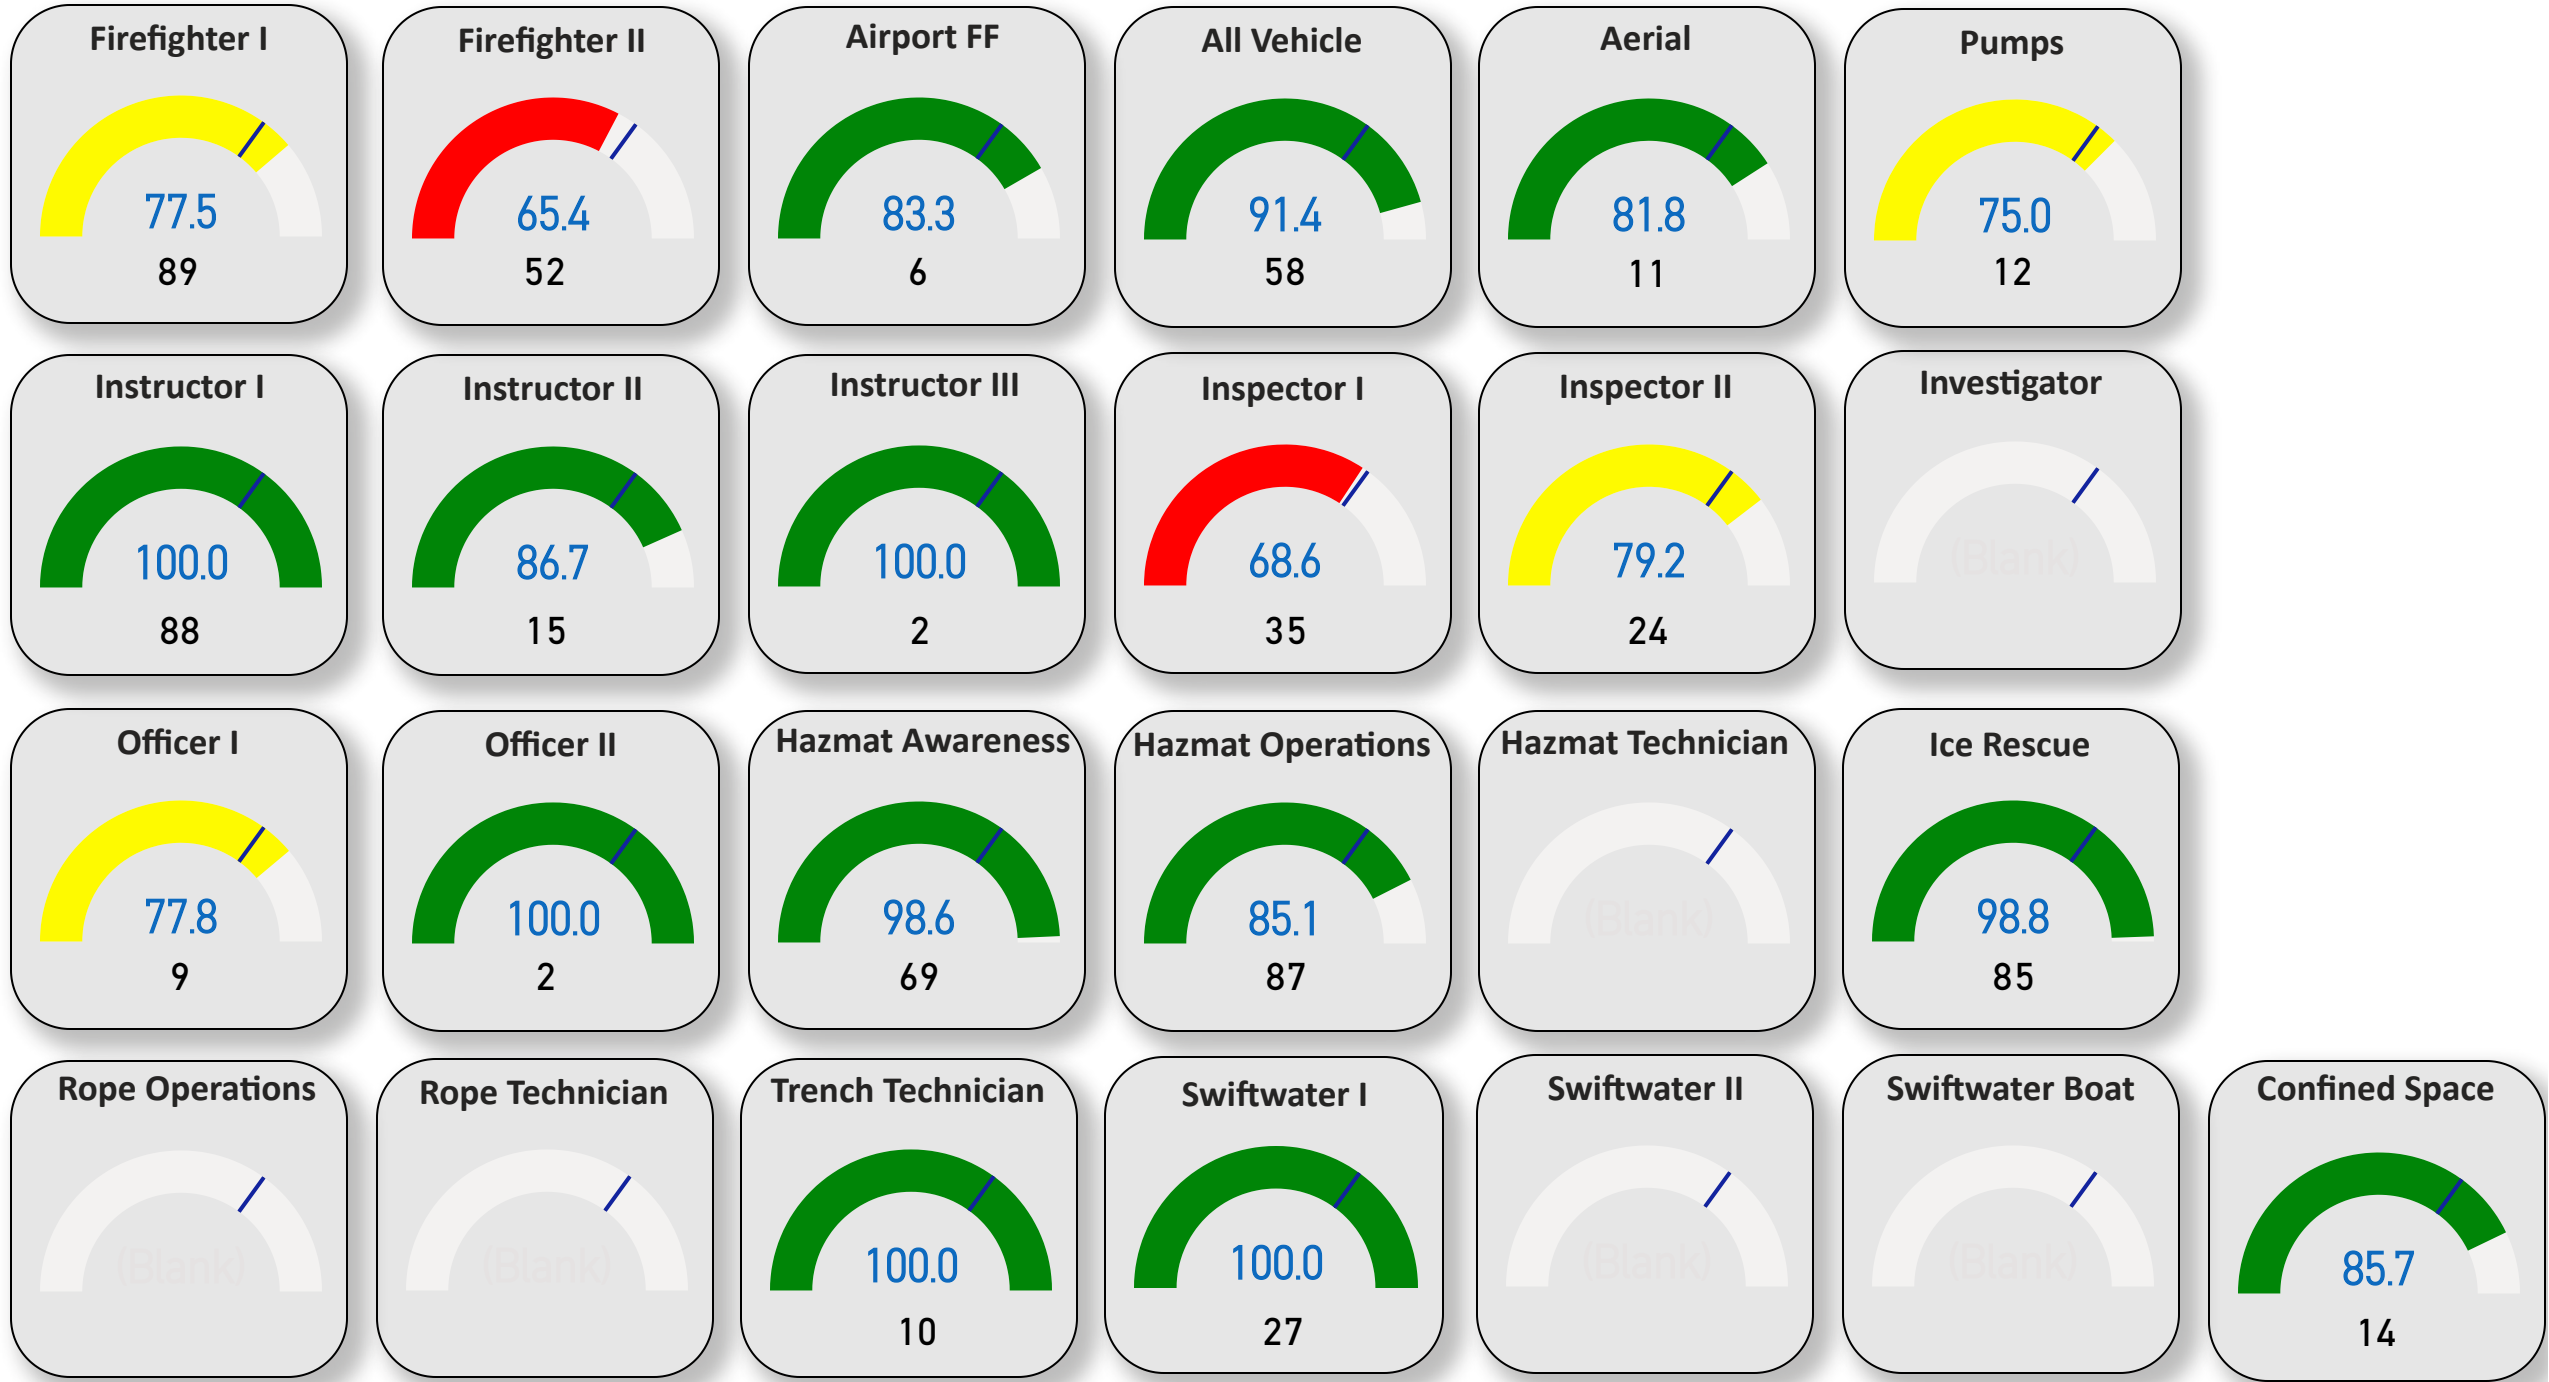 Firefighter I
77.5
89
Firefighter II
65.4
52
Airport FF
83.3
6
All Vehicle
91.4
58
Aerial
81.8
11
Pumps
75.0
12
Instructor I
100.0
88
Instructor II
86.7
15
Instructor III
100.0
2
Inspector I
68.6
35
Inspector II
79.2
24
Investigator
(Blank)
Officer I
77.8
9
Officer II
100.0
2
Hazmat Awareness
98.6
69
Hazmat Operations
85.1
87
Hazmat Technician
(Blank)
Ice Rescue
98.8
85
Rope Operations
(Blank)
Rope Technician
(Blank)
Trench Technician
100.0
10
Swiftwater I
100.0
27
Swiftwater II
(Blank)
Swiftwater Boat
(Blank)
Confined Space
85.7
14